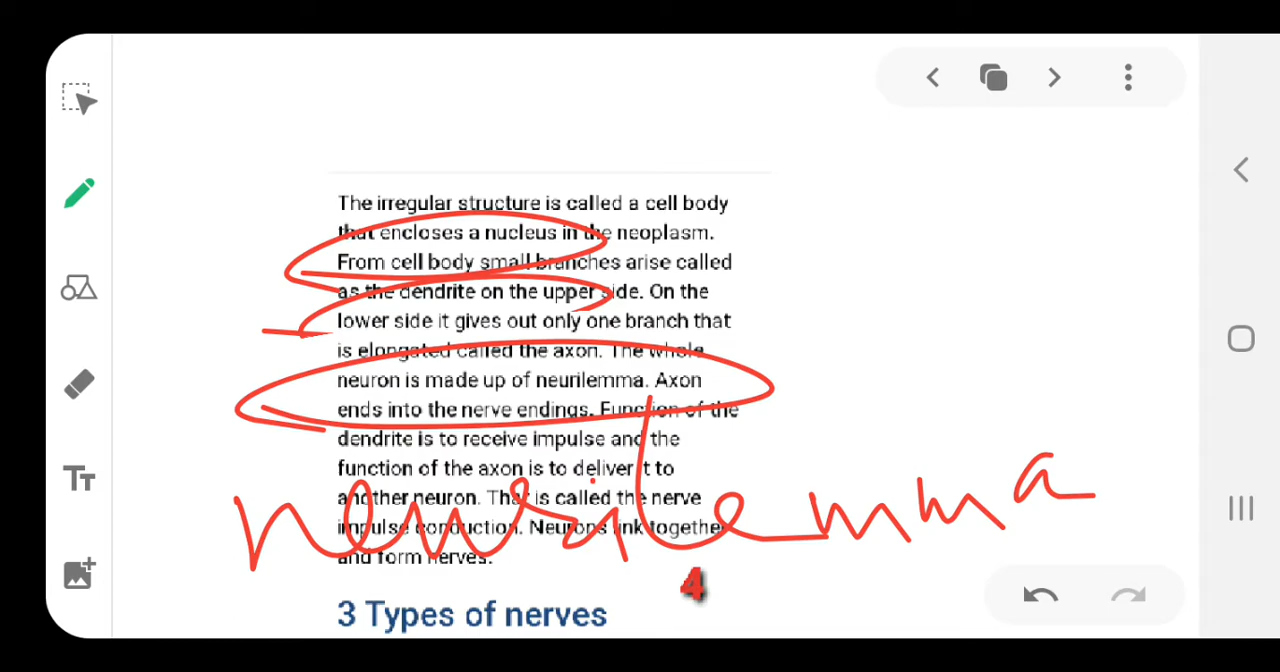 The irregular structure is called a cell body
that encloses a nucleus in the neoplasm.
From cell body small branches arise called
as the dendrite on the upper side. On the
lower side it gives out only one branch that
is elongated called the axon. The whole
neuron is made up of neurilemma. Axon
ends into the nerve endings. Function of the
dendrite is to receive impulse and the
function of the axon is to deliver it to
another neuron. That is called the nerve
neurilemma
impulse conduction. Neurons link together
and form nerves.
4
3 Types of nerves
TT